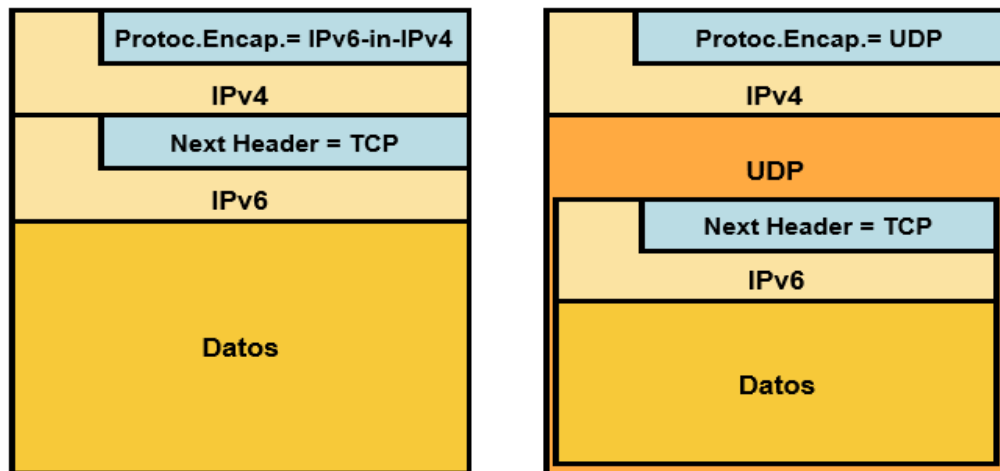 Protoc.Encap.= IPv6-in-IPv4
IPv4
Next Header = TCP
IPv6
Datos
Protoc.Encap.= UDP
IPv4
UDP
Next Header = TCP
IPv6
Datos